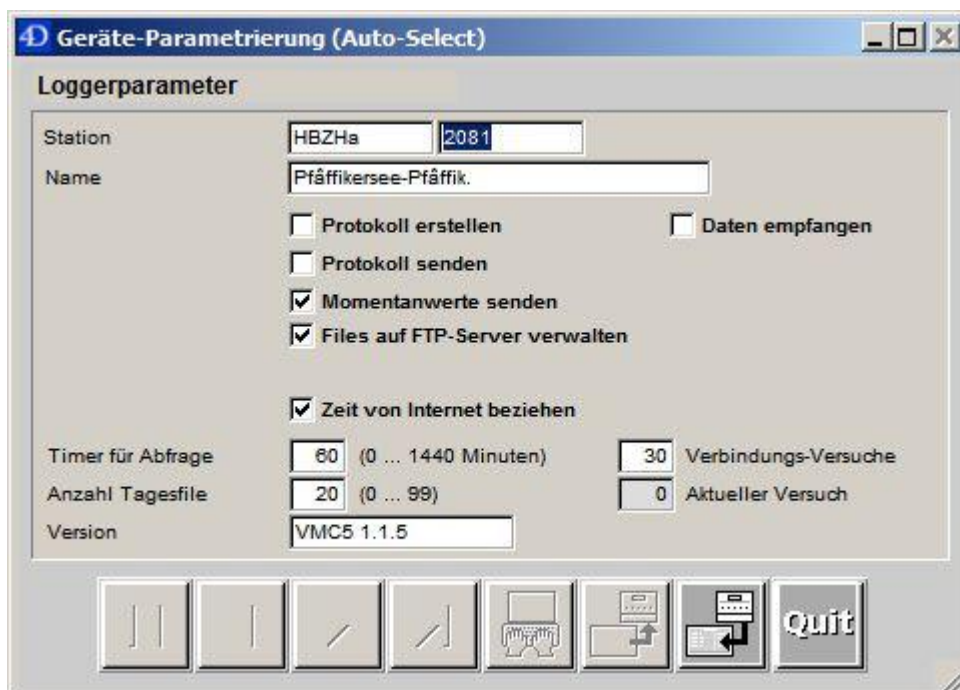 4D Geräte-Parametrierung (Auto-Select)
Loggerparameter
Station HBZHa 2081
Name Pfâffikersee-Pfâffik.
Protokoll erstellen Daten empfangen
Protokoll senden
Momentanwerte senden
Files auf FTP-Server verwalten
Zeit von Internet beziehen
Timer für Abfrage 60 (0 ... 1440 Minuten) 30 Verbindungs-Versuche
Anzahl Tagesfile 20 (0 ... 99) 0 Aktueller Versuch
Version VMC5 1.1.5
Quit